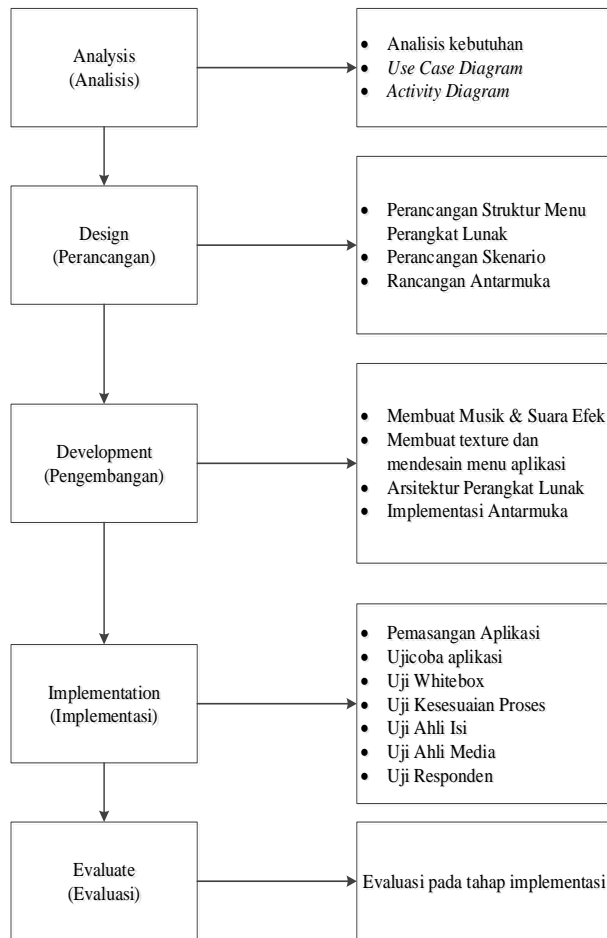 Analysis
(Analisis)
• Analisis kebutuhan
• Use Case Diagram
• Activity Diagram
Design
(Perancangan)
• Perancangan Struktur Menu
Perangkat Lunak
• Perancangan Skenario
• Rancangan Antarmuka
Development
(Pengembangan)
• Membuat Musik & Suara Efek
• Membuat texture dan
mendesain menu aplikasi
• Arsitektur Perangkat Lunak
• Implementasi Antarmuka
Implementation
(Implementasi)
• Pemasangan Aplikasi
• Ujicoba aplikasi
• Uji Whitebox
• Uji Kesesuaian Proses
• Uji Ahli Isi
• Uji Ahli Media
• Uji Responden
Evaluate
(Evaluasi)
Evaluasi pada tahap implementasi